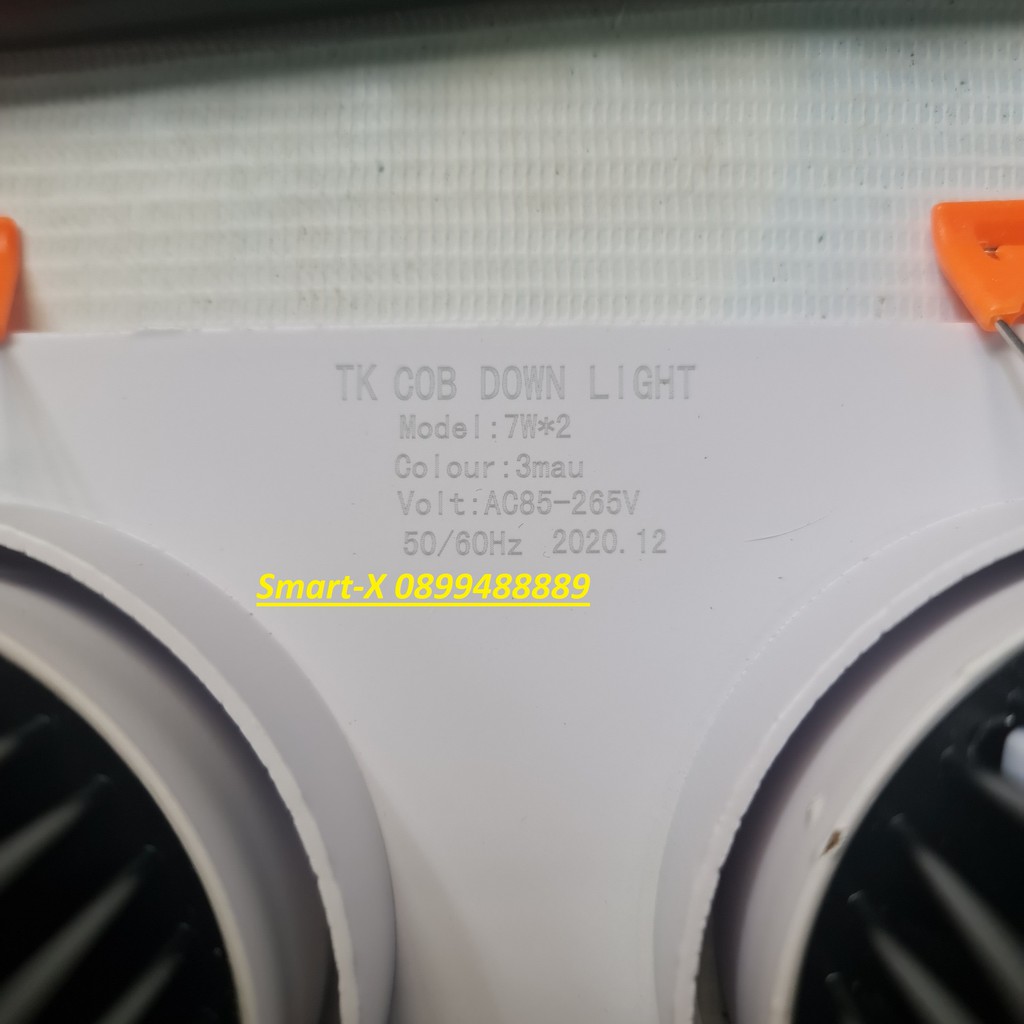 TK COB DOWN LIGHT
Model:7W*2
Colour:3mau
Volt:AC85-265V
50/60Hz 2020.12
Smart-X 0899488889